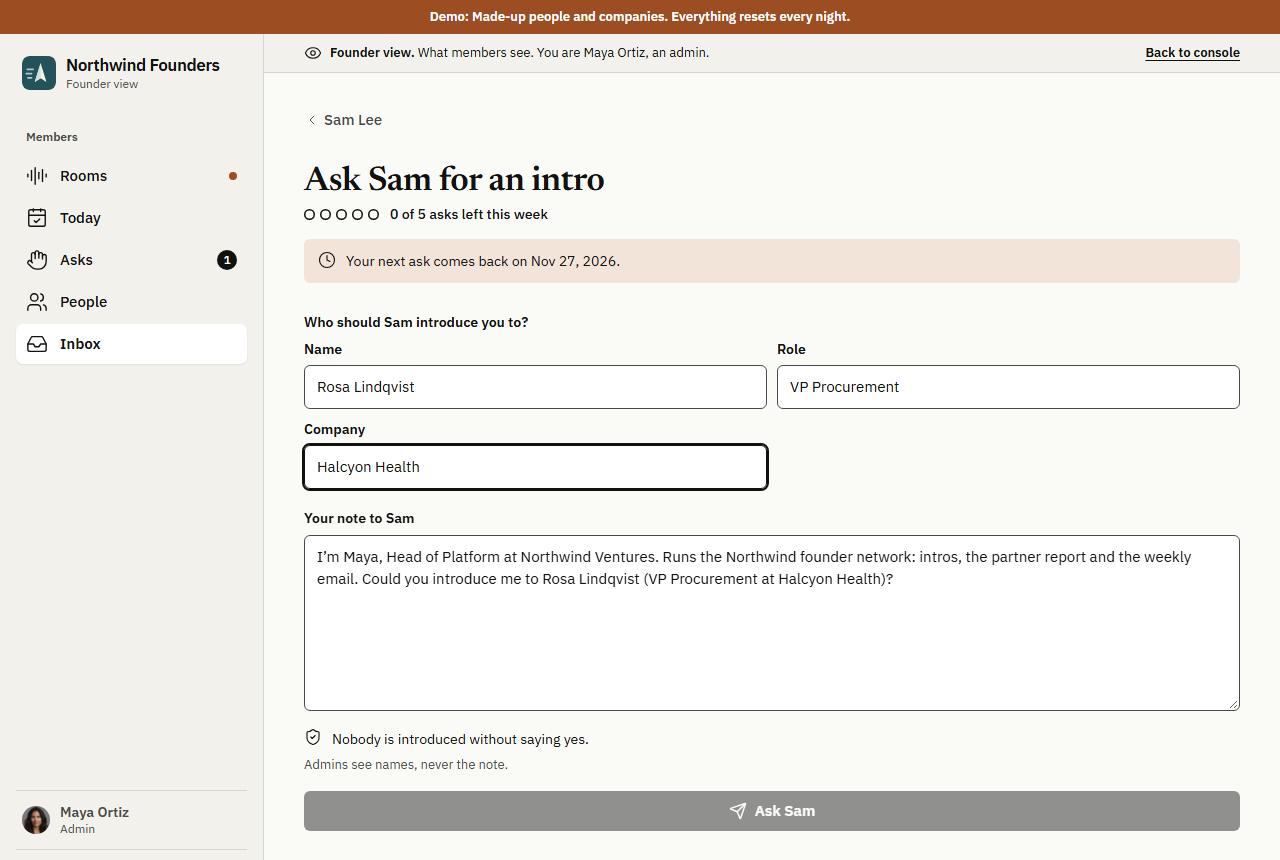 Demo: Made-up people and companies. Everything resets every night.
Northwind Founders
Founder view
Founder view. What members see. You are Maya Ortiz, an admin.
Back to console
Members
Rooms
Today
Asks
1
People
Inbox
Sam Lee
Ask Sam for an intro
0 of 5 asks left this week
Your next ask comes back on Nov 27, 2026.
Who should Sam introduce you to?
Name
Role
Rosa Lindqvist
VP Procurement
Company
Halcyon Health
Your note to Sam
I’m Maya, Head of Platform at Northwind Ventures. Runs the Northwind founder network: intros, the partner report and the weekly
email. Could you introduce me to Rosa Lindqvist (VP Procurement at Halcyon Health)?
Nobody is introduced without saying yes.
Admins see names, never the note.
Ask Sam
Maya Ortiz
Admin